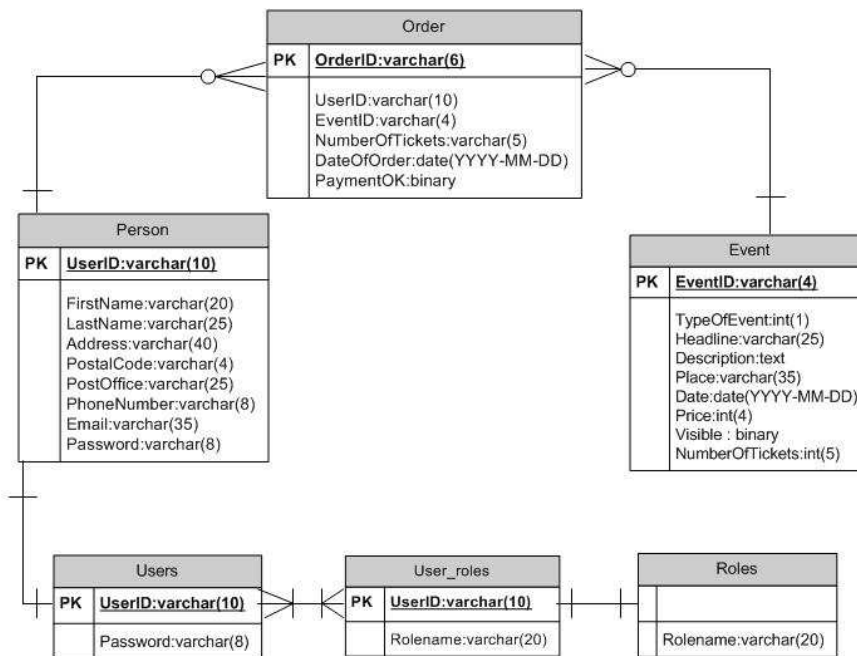 Order
PK OrderID:varchar(6)
UserID:varchar(10)
EventID:varchar(4)
NumberOfTickets:varchar(5)
DateOfOrder:date(YYYY-MM-DD)
PaymentOK:binary
Person
PK UserID:varchar(10)
FirstName:varchar(20)
LastName:varchar(25)
Address:varchar(40)
PostalCode:varchar(4)
PostOffice:varchar(25)
PhoneNumber:varchar(8)
Email:varchar(35)
Password:varchar(8)
Event
PK EventID:varchar(4)
TypeOfEvent:int(1)
Headline:varchar(25)
Description:text
Place:varchar(35)
Date:date(YYYY-MM-DD)
Price:int(4)
Visible : binary
NumberOfTickets:int(5)
Users
PK UserID:varchar(10)
Password:varchar(8)
User_roles
PK UserID:varchar(10)
Rolename:varchar(20)
Roles
Rolename:varchar(20)